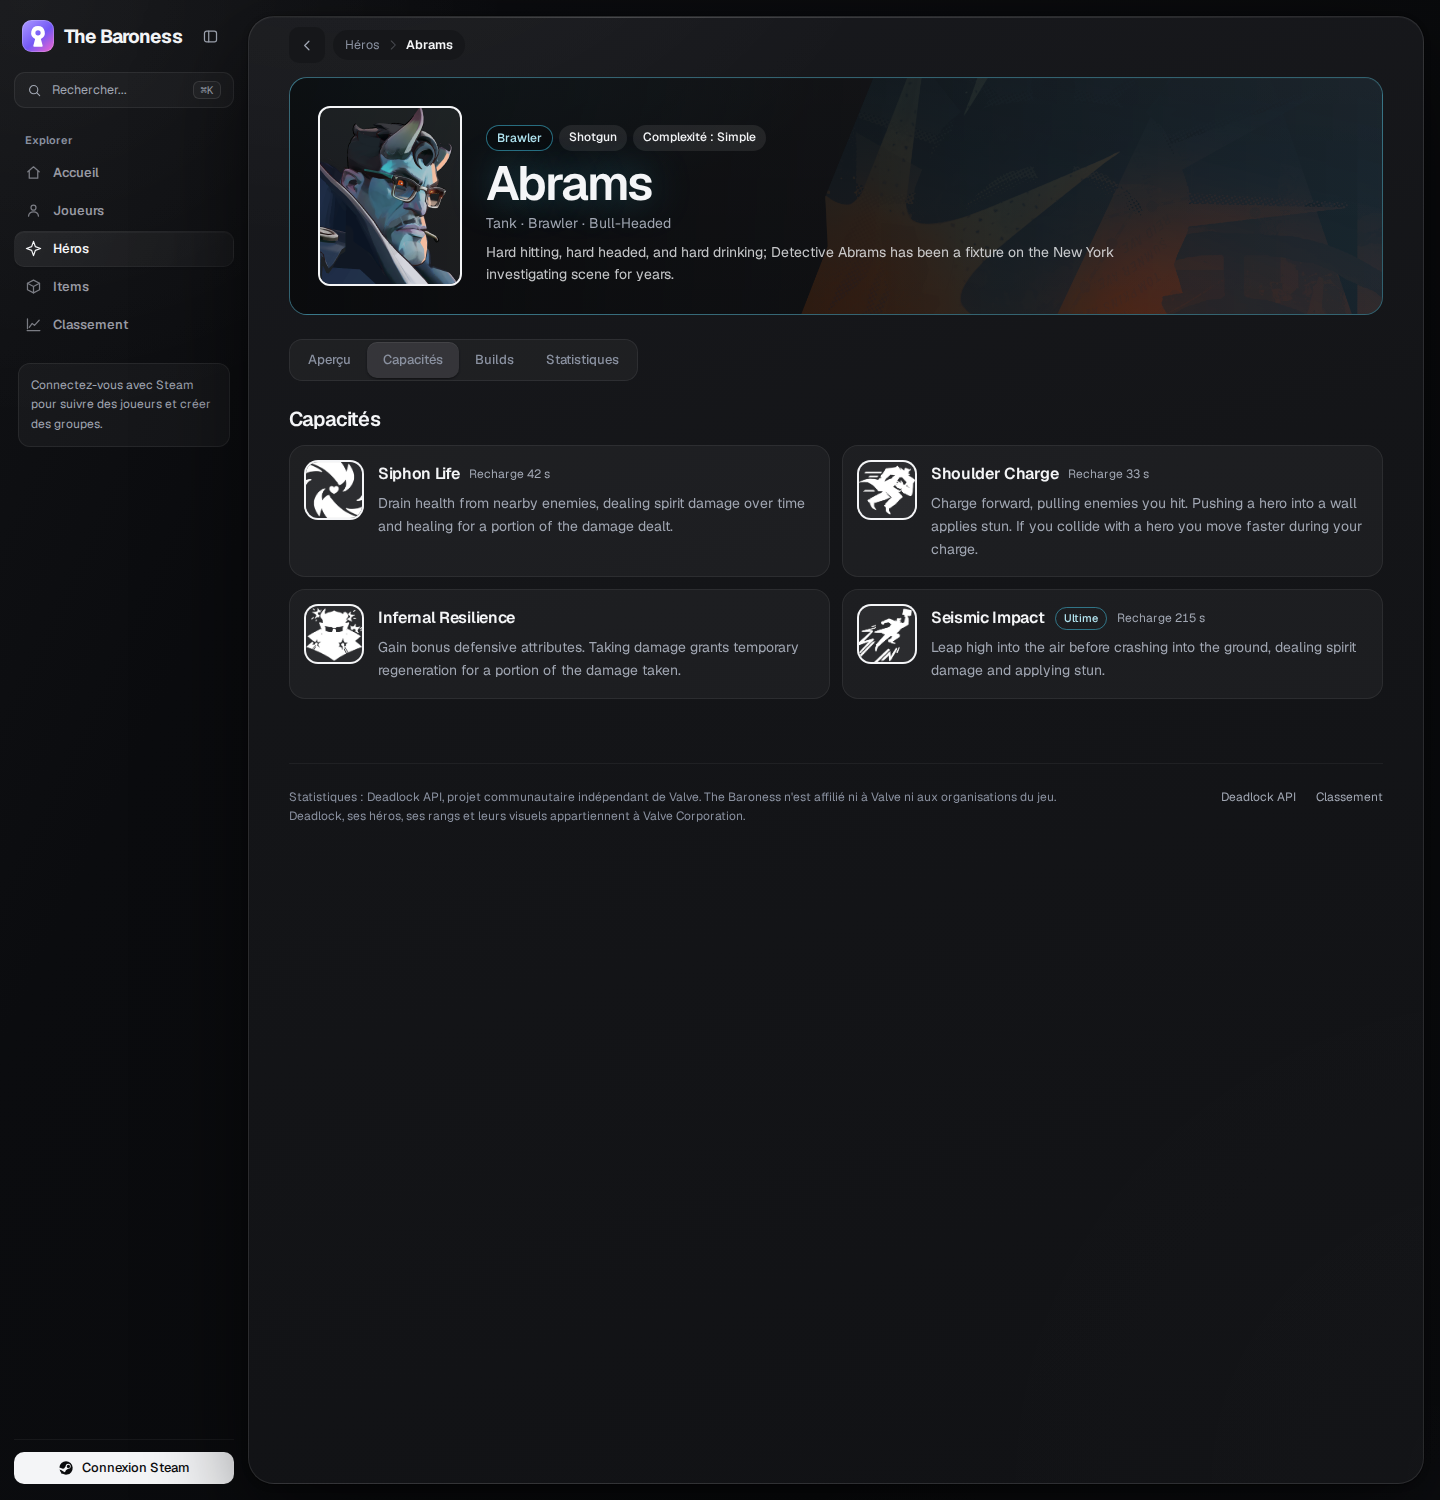 The Baroness
Rechercher...
⌘K
Explorer
Accueil
Joueurs
Héros
Items
Classement
Connectez-vous avec Steam
pour suivre des joueurs et créer
des groupes.
Connexion Steam
Héros
Abrams
Brawler
Shotgun
Complexité : Simple
Abrams
Tank · Brawler · Bull-Headed
Hard hitting, hard headed, and hard drinking; Detective Abrams has been a fixture on the New York
investigating scene for years.
Aperçu
Capacités
Builds
Statistiques
Capacités
Siphon Life Recharge 42 s
Drain health from nearby enemies, dealing spirit damage over time
and healing for a portion of the damage dealt.
Shoulder Charge Recharge 33 s
Charge forward, pulling enemies you hit. Pushing a hero into a wall
applies stun. If you collide with a hero you move faster during your
charge.
Infernal Resilience
Gain bonus defensive attributes. Taking damage grants temporary
regeneration for a portion of the damage taken.
Seismic Impact Ultime Recharge 215 s
Leap high into the air before crashing into the ground, dealing spirit
damage and applying stun.
Statistiques : Deadlock API, projet communautaire indépendant de Valve. The Baroness n'est affilié ni à Valve ni aux organisations du jeu.
Deadlock, ses héros, ses rangs et leurs visuels appartiennent à Valve Corporation.
Deadlock API
Classement